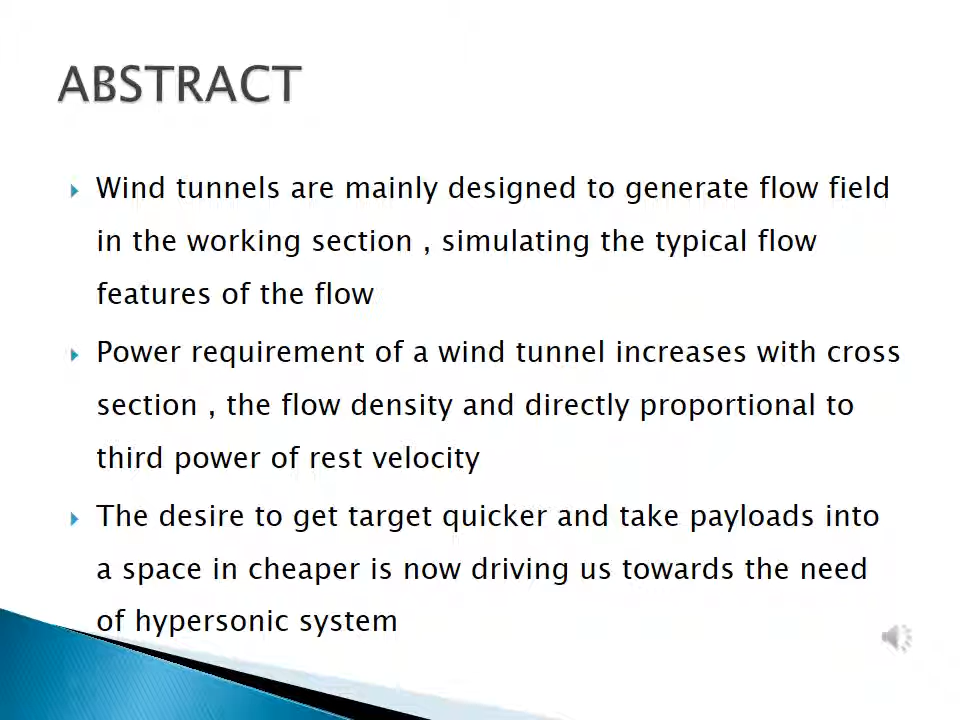 ABSTRACT
Wind tunnels are mainly designed to generate flow field
in the working section , simulating the typical flow
features of the flow
Power requirement of a wind tunnel increases with cross
section , the flow density and directly proportional to
third power of rest velocity
The desire to get target quicker and take payloads into
a space in cheaper is now driving us towards the need
of hypersonic system